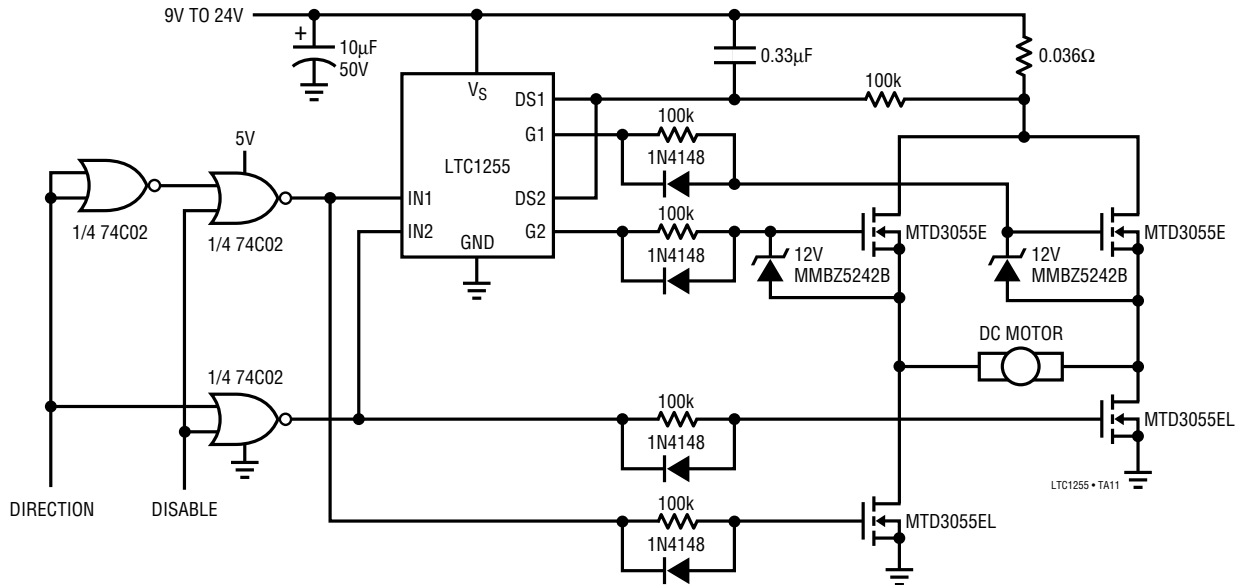 9V TO 24V
+
10µF
50V
0.33µF
0.036Ω
VS
DS1
100k
G1
100k
1N4148
5V
LTC1255
1/4 74C02
1/4 74C02
IN1
DS2
IN2
G2
100k
GND
1N4148
MTD3055E
MTD3055E
12V
MMBZ5242B
12V
MMBZ5242B
DC MOTOR
1/4 74C02
100k
1N4148
MTD3055EL
LTC1255 • TA11
DIRECTION
DISABLE
100k
1N4148
MTD3055EL